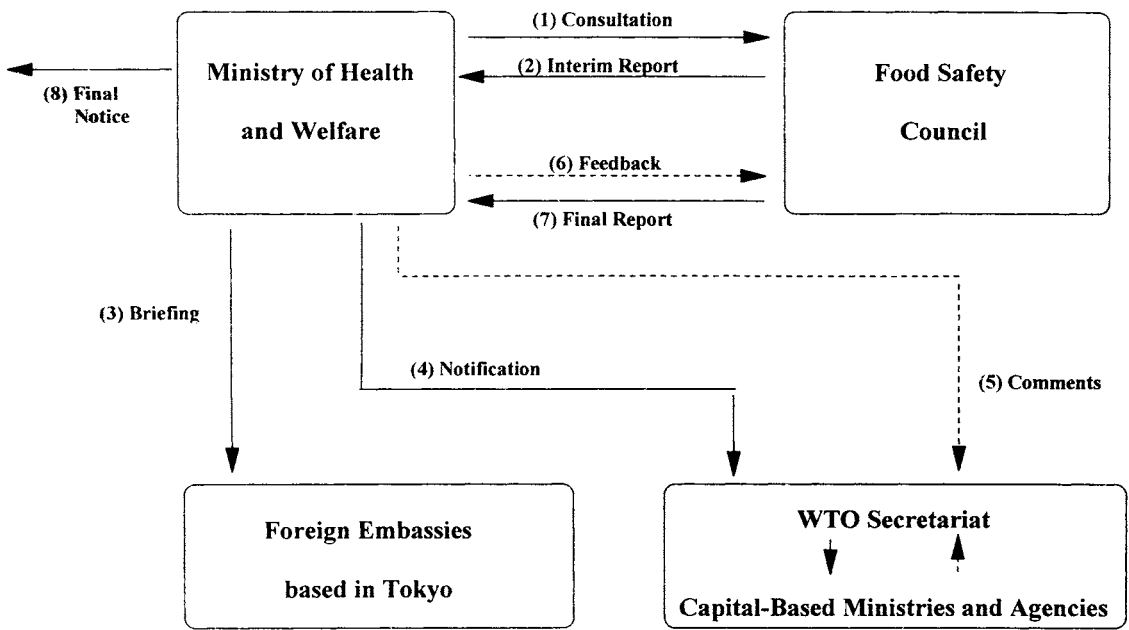 (1) Consultation
Ministry of Health
and Welfare
(2) Interim Report
Food Safety
Council
(8) Final
Notice
(6) Feedback
(7) Final Report
(3) Briefing
(4) Notification
(5) Comments
Foreign Embassies
based in Tokyo
WTO Secretariat
Capital-Based Ministries and Agencies